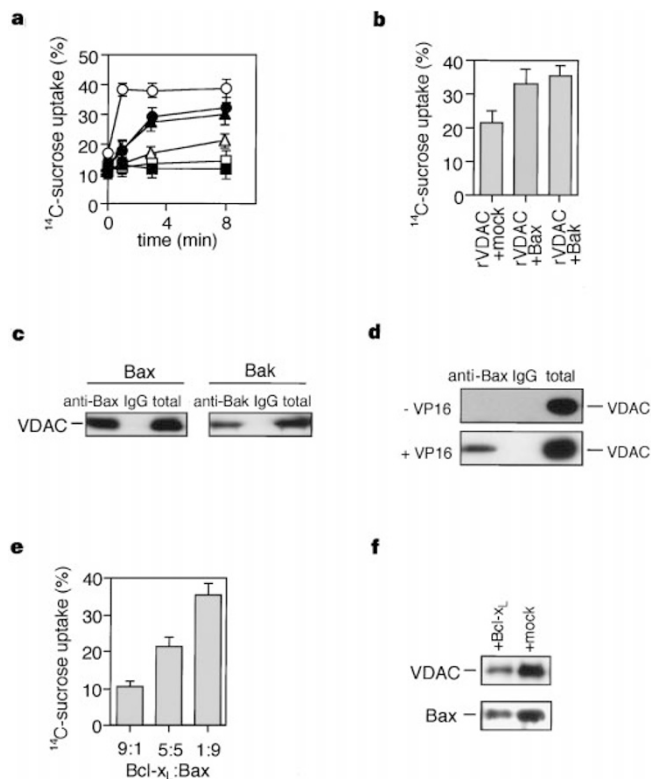 a
¹⁴C-sucrose uptake (%)
50
40
30
20
10
0
0 4 8
time (min)
b
¹⁴C-sucrose uptake (%)
40
30
20
10
0
rVDAC
+mock
rVDAC
+Bax
rVDAC
+Bak
c
Bax
anti-Bax IgG total
Bak
anti-Bak IgG total
VDAC
d
anti-Bax IgG total
- VP16
VDAC
+ VP16
VDAC
e
¹⁴C-sucrose uptake (%)
40
30
20
10
0
9:1 5:5 1:9
Bcl-xL:Bax
f
+Bcl-xL
+mock
VDAC
Bax